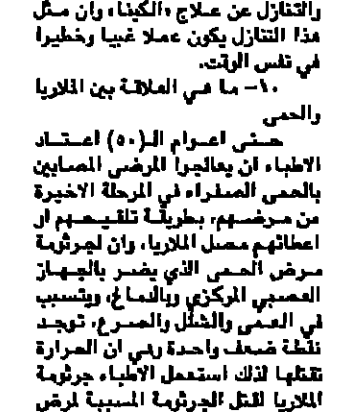 والتنازل عن علاج «الكينا» وان مثل
هذا التنازل يكون عملا غبيا وخطيرا
في نفس الوقت.
١٠- ما هي العلاقة بين الملاريا
والحمى
حتى اعوام الـ(٥٠) اعتاد
الاطباء ان يعالجوا المرضى المصابين
بالحمى الصفراء في المرحلة الاخيرة
من مرضهم، بطريقة تلقيحهم او
اعطائهم مصل الملاريا، وان لجرثومة
مرض الحمى الذي يضر بالجهاز
العصبي المركزي وبالدماغ، ويتسبب
في العمى والشلل والصرع، توجد
نقطة ضعف واحدة وهي ان الحرارة
تقتلها لذلك استعمل الاطباء جرثومة
الملاريا لقتل الجرثومة المسببة لمرض